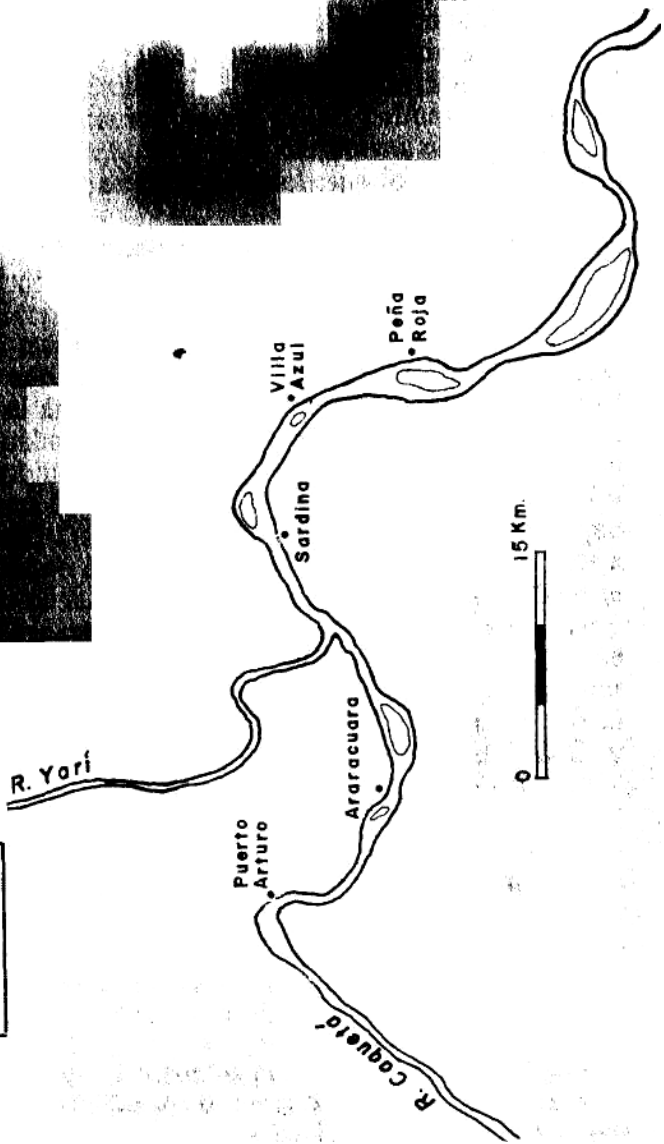 R. Yarí
Villa
Azul
Peña
Roja
Sardina
Puerto
Arturo
Araracuara
R. Caquetá
0
15 Km.